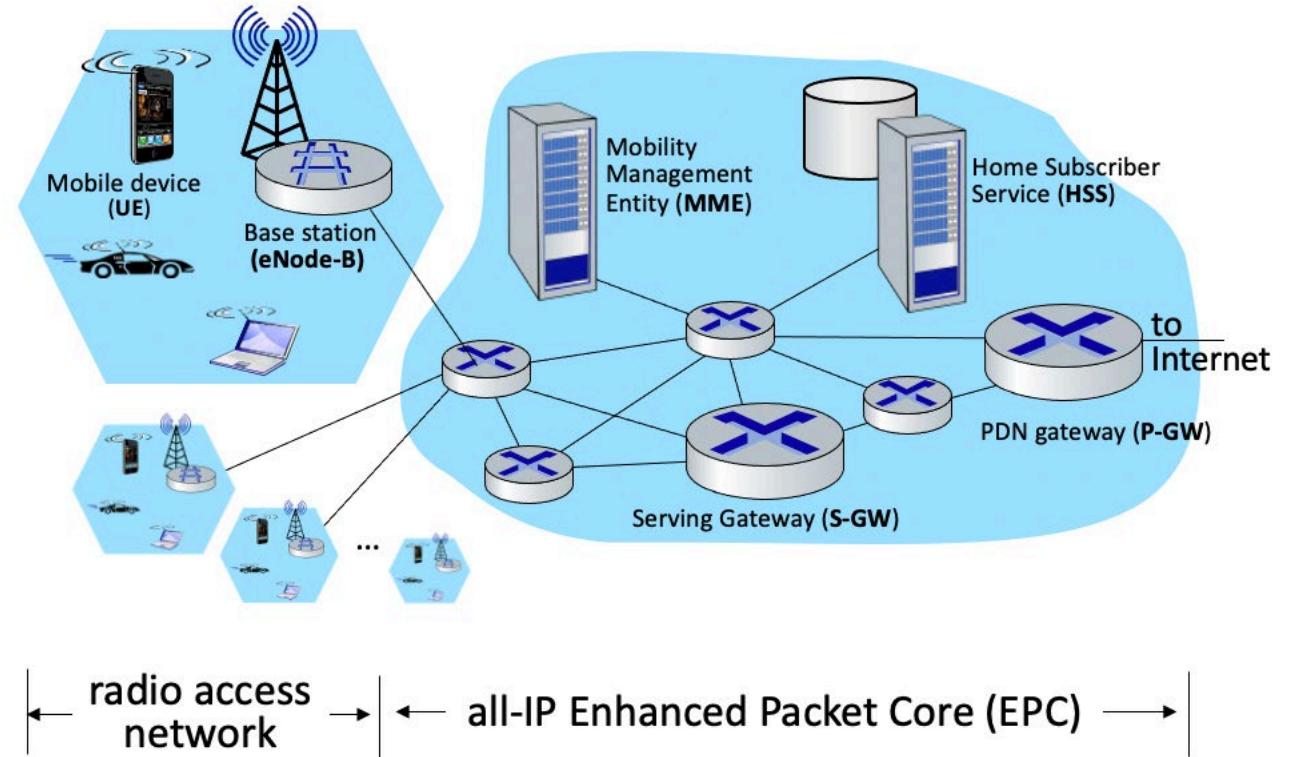 Mobile device
(UE)
Base station
(eNode-B)
Mobility
Management
Entity (MME)
Home Subscriber
Service (HSS)
to
Internet
PDN gateway (P-GW)
Serving Gateway (S-GW)
...
radio access
network
all-IP Enhanced Packet Core (EPC)